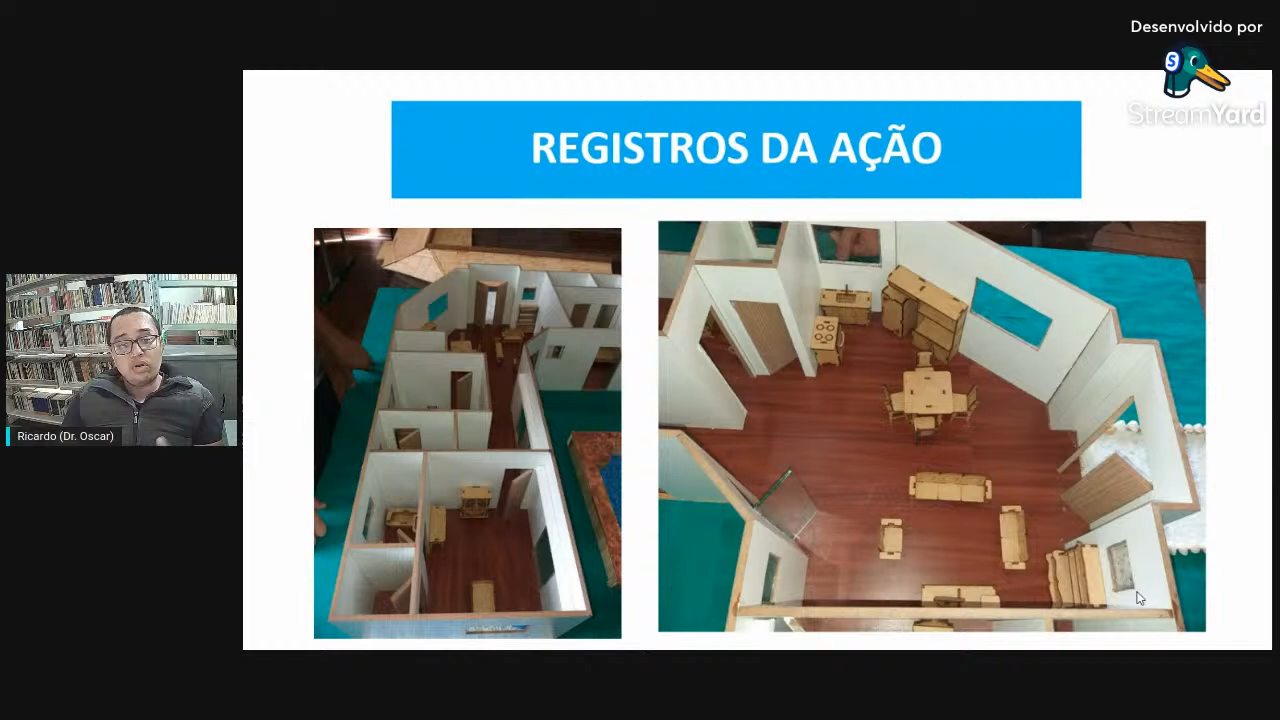 Desenvolvido por
S
StreamYard
REGISTROS DA AÇÃO
Ricardo (Dr. Oscar)